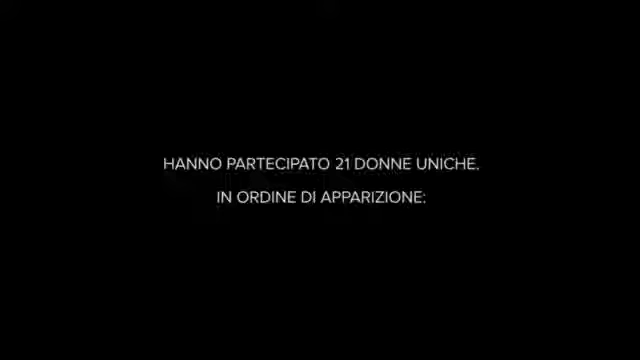 HANNO PARTECIPATO 21 DONNE UNICHE.
IN ORDINE DI APPARIZIONE: